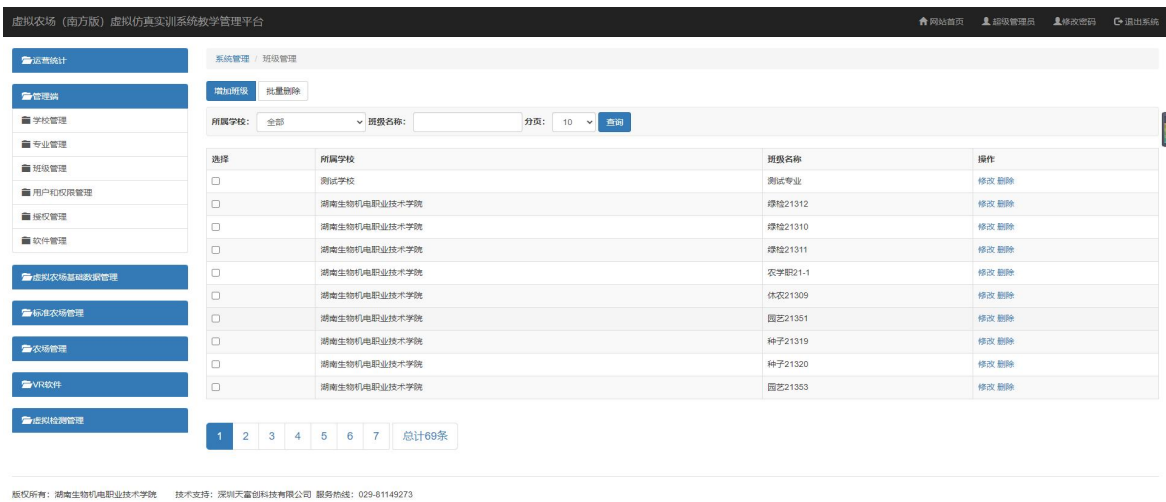 虚拟农场（南方版）虚拟仿真实训系统教学管理平台 网站首页 超级管理员 修改密码 退出系统
运营统计
管理端
学校管理
专业管理
班级管理
用户和权限管理
授权管理
软件管理
虚拟农场基础数据管理
标准农场管理
农场管理
VR软件
虚拟检测管理
系统管理 / 班级管理
增加班级 批量删除
所属学校： 全部 班级名称： 分页： 10 查询
选择 所属学校 班级名称 操作
测试学校 测试专业 修改 删除
湖南生物机电职业技术学院 绿检21312 修改 删除
湖南生物机电职业技术学院 绿检21310 修改 删除
湖南生物机电职业技术学院 绿检21311 修改 删除
湖南生物机电职业技术学院 农学职21-1 修改 删除
湖南生物机电职业技术学院 休农21309 修改 删除
湖南生物机电职业技术学院 园艺21351 修改 删除
湖南生物机电职业技术学院 种子21319 修改 删除
湖南生物机电职业技术学院 种子21320 修改 删除
湖南生物机电职业技术学院 园艺21353 修改 删除
1 2 3 4 5 6 7 总计69条
版权所有：湖南生物机电职业技术学院 技术支持：深圳天富创科技有限公司 服务热线：029-81149273